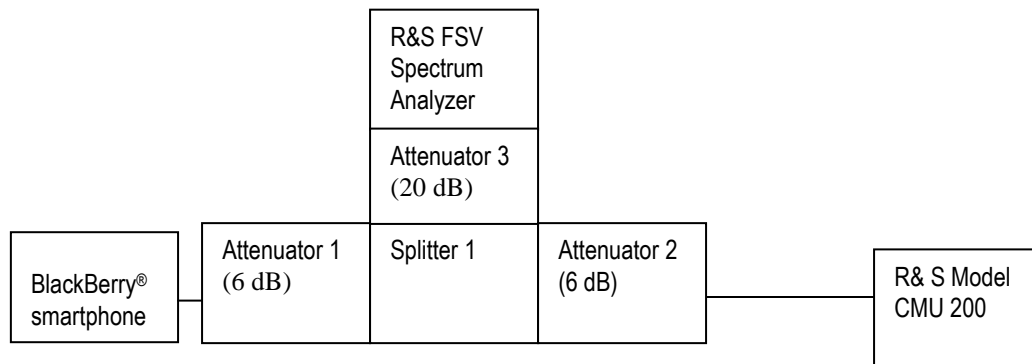 R&S FSV
Spectrum
Analyzer
Attenuator 3
(20 dB)
BlackBerry®
smartphone
Attenuator 1
(6 dB)
Splitter 1
Attenuator 2
(6 dB)
R& S Model
CMU 200